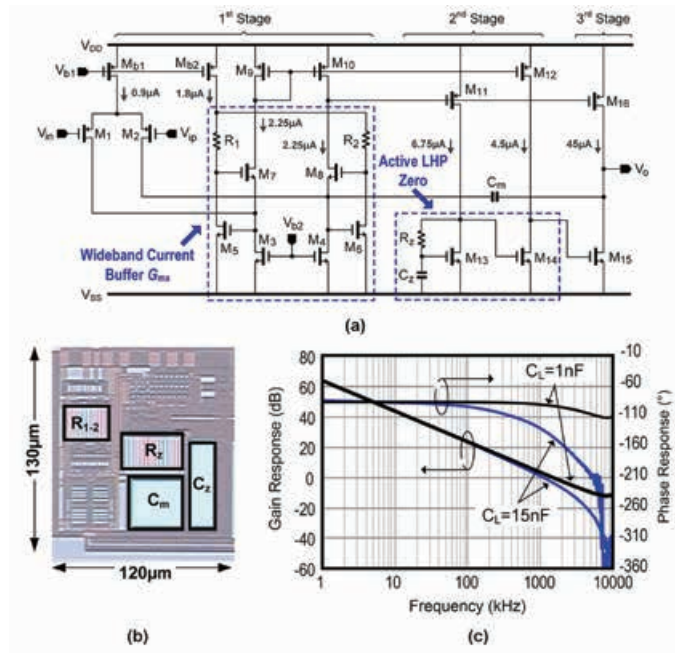 1st Stage 2nd Stage 3rd Stage
VDD
Vb1 Mb1 Mb2 M9 M10 M12
0.9μA 1.8μA M11 M16
2.25μA
Vin M1 M2 Vip R1 2.25μA R2 6.75μA 4.5μA 45μA
Active LHP
Zero Vo
M7 M8 Cm
Wideband Current
Buffer Gma
M5 M3 Vb2 M4 M6 Rz M13 M14 M15
Cz
VSS
(a)
130μm
R1-2
Rz
Cm Cz
120μm
(b)
Gain Response (dB)
80
60
40
20
0
-20
-40
-60
CL=1nF
CL=15nF
-10
-60
-110
-160
-210
-260
-310
-360
Phase Response (°)
1 10 100 1000 10000
Frequency (kHz)
(c)